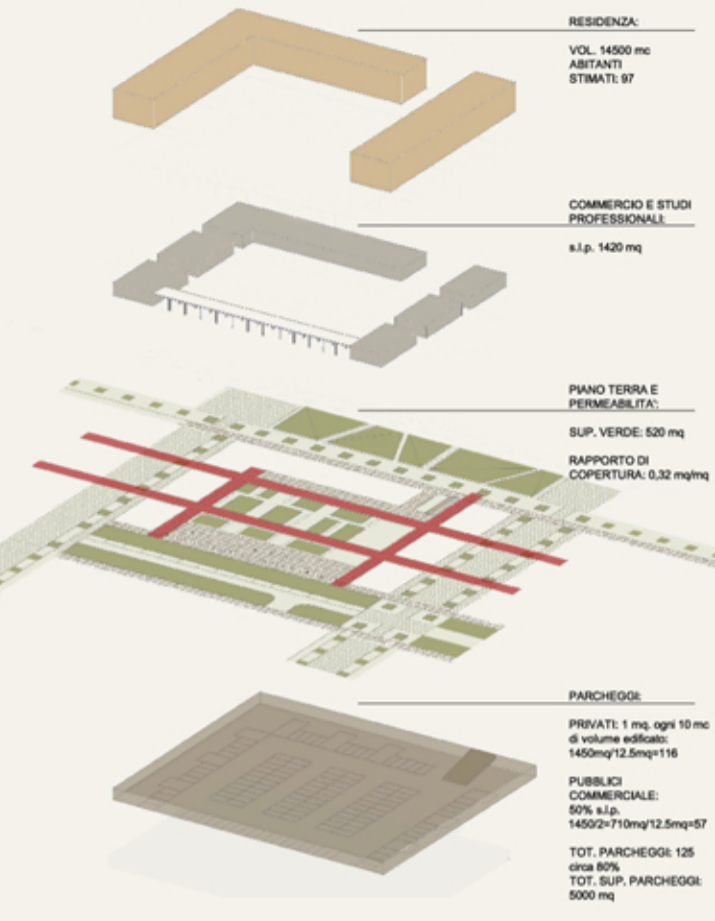 RESIDENZA:
VOL. 14500 mc
ABITANTI
STIMATI: 97
COMMERCIO E STUDI
PROFESSIONALI:
s.l.p. 1420 mq
PIANO TERRA E
PERMEABILITA':
SUP. VERDE: 520 mq
RAPPORTO DI
COPERTURA: 0,32 mq/mq
PARCHEGGI:
PRIVATI: 1 mq. ogni 10 mc
di volume edificato:
1450mq/12.5mq=116
PUBBLICI
COMMERCIALE:
50% s.l.p.
1450/2=710mq/12.5mq=57
TOT. PARCHEGGI: 125
circa 80%
TOT. SUP. PARCHEGGI:
5000 mq